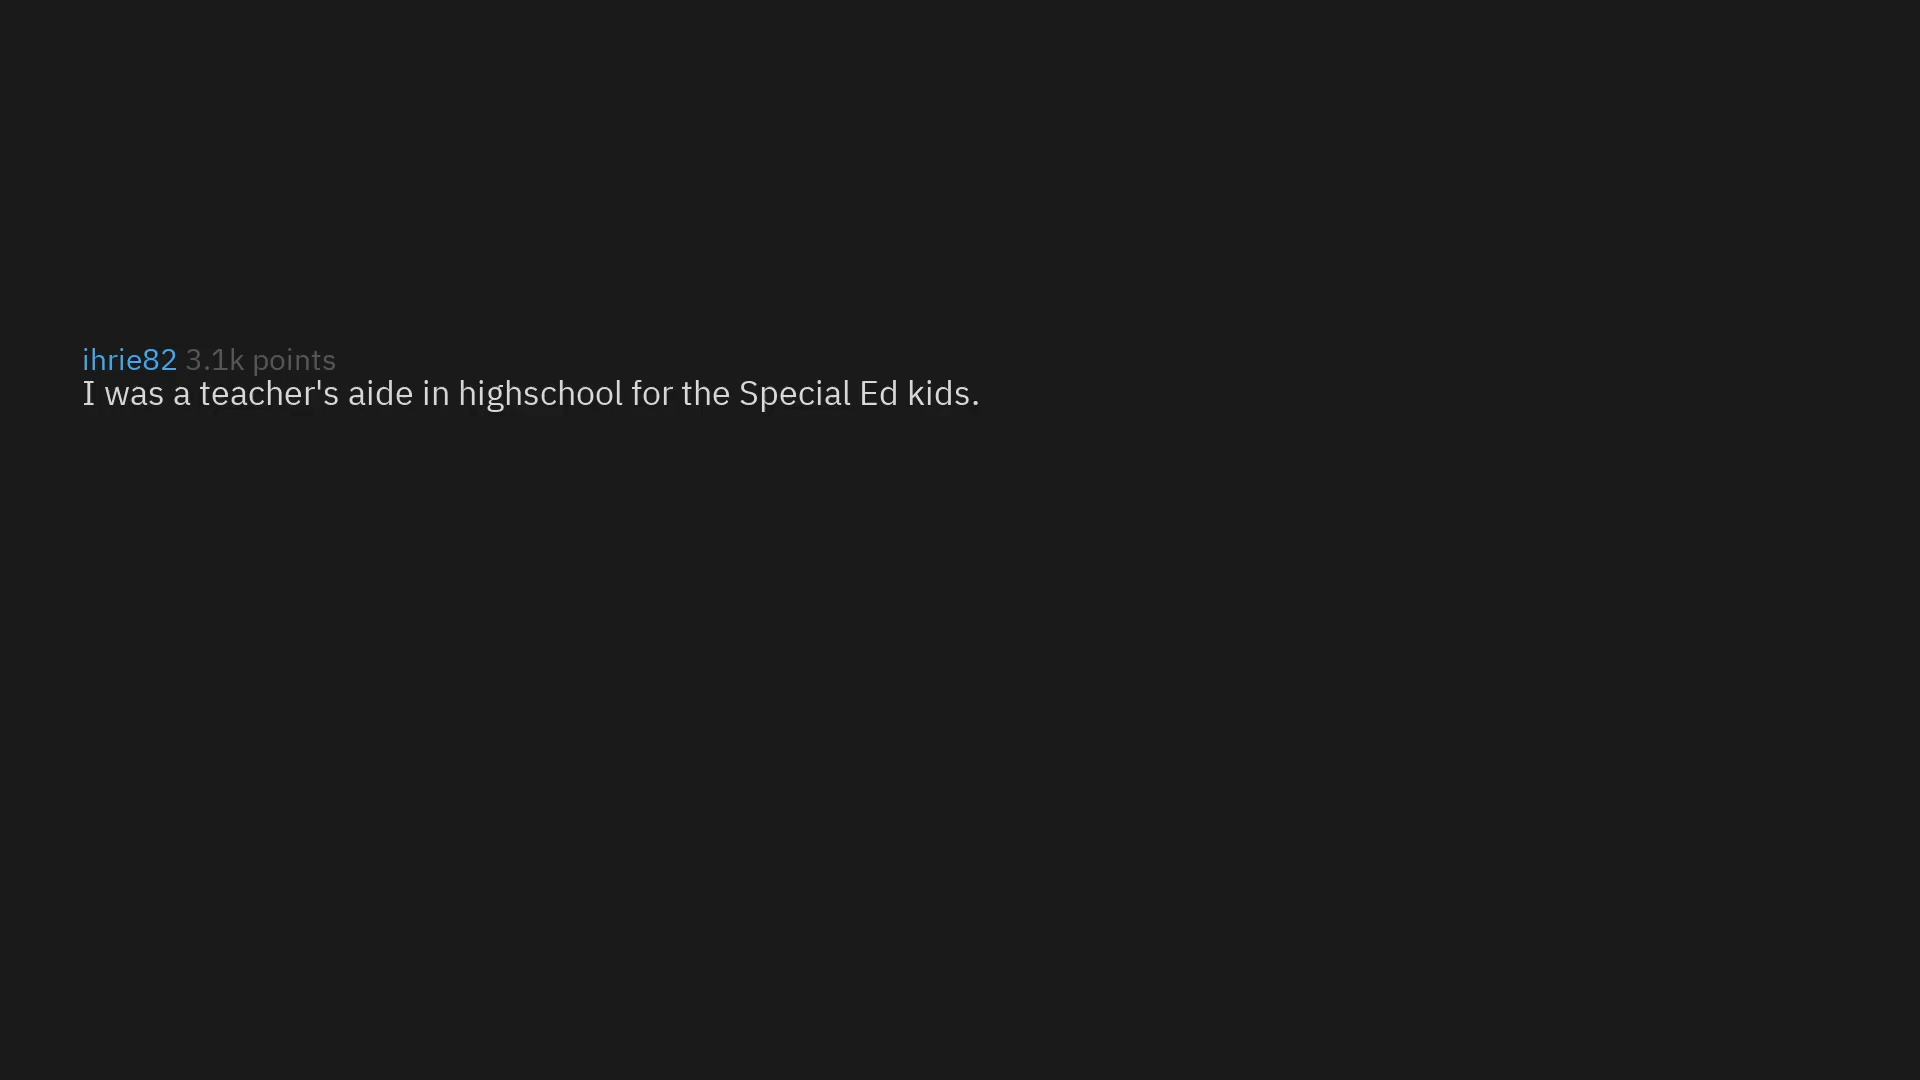 ihrie82 3.1k points
I was a teacher's aide in highschool for the Special Ed kids.